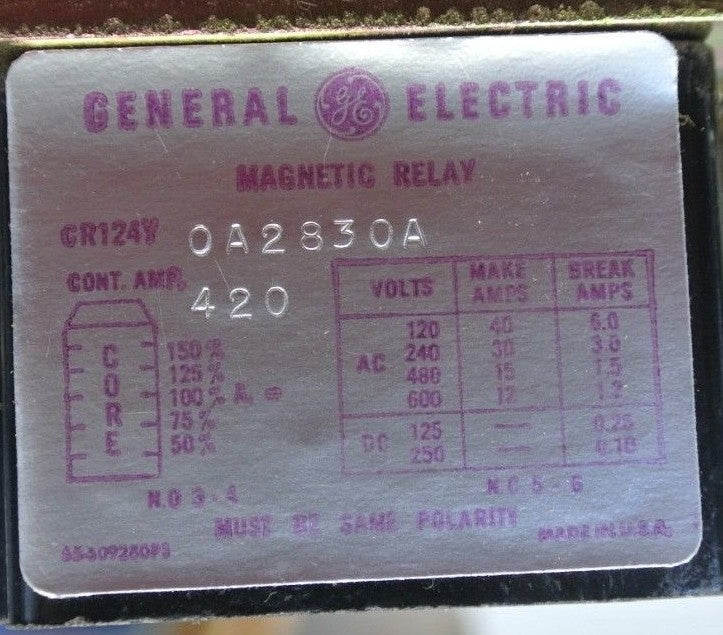 GENERAL GE ELECTRIC
MAGNETIC RELAY
CR124Y 0A2830A
CONT. AMP. 420
CORE
150%
125%
100% A. =
75%
50%
VOLTS MAKE AMPS BREAK AMPS
AC 120 40 6.0
240 30 3.0
480 15 1.5
600 12 1.2
DC 125 — 0.25
250 — 0.10
N.O 3-4 N.C. 5-6
MUST BE SAME POLARITY
MADE IN U.S.A.